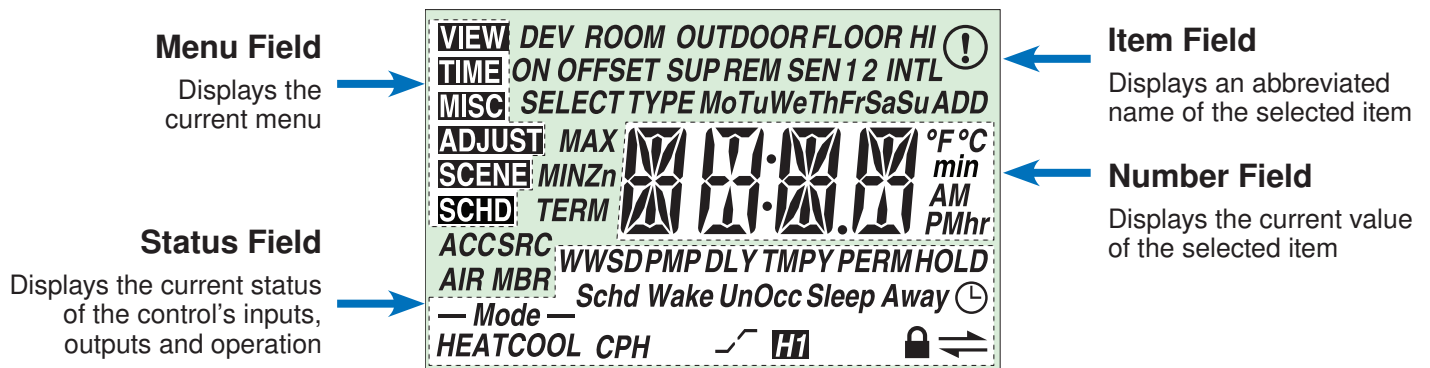 Menu Field
Displays the
current menu
Status Field
Displays the current status
of the control's inputs,
outputs and operation
VIEW DEV ROOM OUTDOOR FLOOR HI
TIME ON OFFSET SUP REM SEN 1 2 INTL
MISC SELECT TYPE MoTuWeThFrSaSu ADD
ADJUST MAX °F °C
SCENE MINZn min
SCHD TERM AM
PMhr
ACCSRC
AIR MBR WWSD PMP DLY TMPY PERM HOLD
Schd Wake UnOcc Sleep Away
— Mode —
HEATCOOL CPH H1
Item Field
Displays an abbreviated
name of the selected item
Number Field
Displays the current value
of the selected item